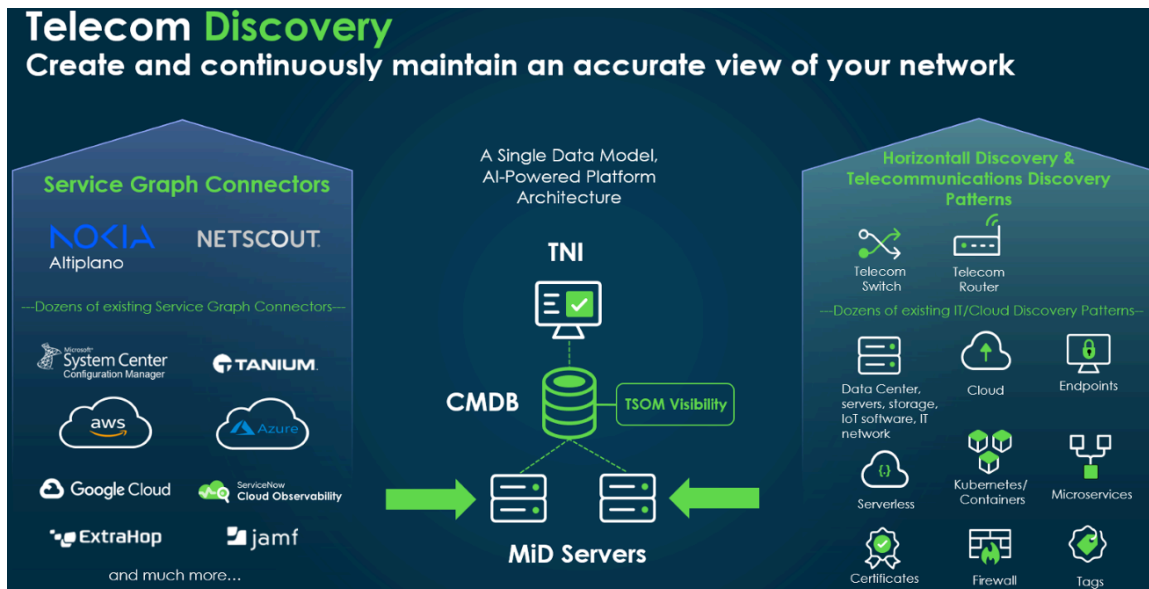 Telecom Discovery
Create and continuously maintain an accurate view of your network
Service Graph Connectors
NOKIA
Altiplano
NETSCOUT.
---Dozens of existing Service Graph Connectors---
Microsoft®
System Center
Configuration Manager
TANIUM.
aws
Azure
Google Cloud
ServiceNow
Cloud Observability
ExtraHop
jamf
and much more...
A Single Data Model,
AI-Powered Platform
Architecture
TNI
CMDB
TSOM Visibility
MiD Servers
Horizontall Discovery &
Telecommunications Discovery
Patterns
Telecom
Switch
Telecom
Router
---Dozens of existing IT/Cloud Discovery Patterns--
Data Center,
servers, storage,
IoT software, IT
network
Cloud
Endpoints
{.}
Serverless
Kubernetes/
Containers
Microservices
Certificates
Firewall
Tags